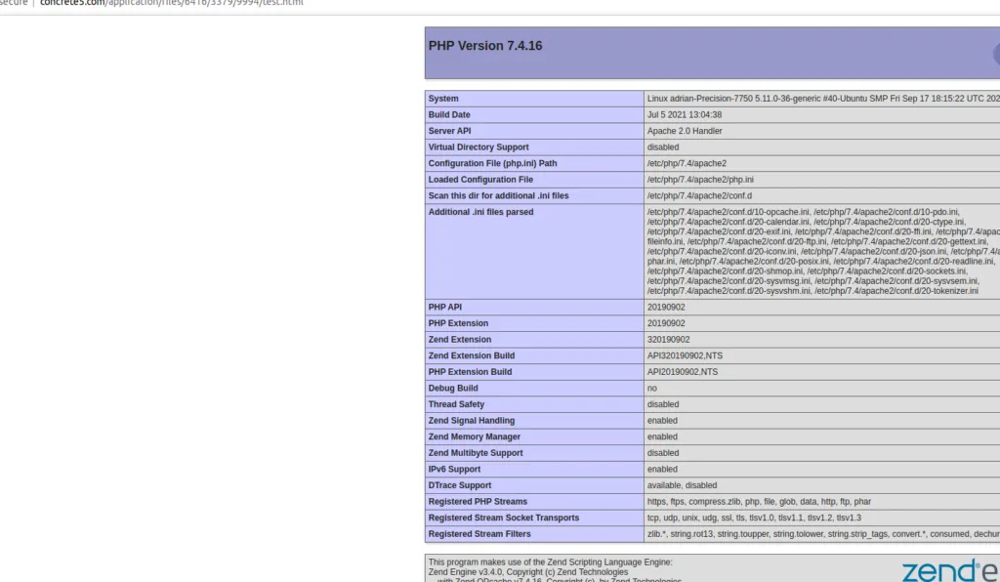 secure | concrete5.com/application/files/6416/3379/9994/test.html
PHP Version 7.4.16
System Linux adrian-Precision-7750 5.11.0-36-generic #40-Ubuntu SMP Fri Sep 17 18:15:22 UTC 202
Build Date Jul 5 2021 13:04:38
Server API Apache 2.0 Handler
Virtual Directory Support disabled
Configuration File (php.ini) Path /etc/php/7.4/apache2
Loaded Configuration File /etc/php/7.4/apache2/php.ini
Scan this dir for additional .ini files /etc/php/7.4/apache2/conf.d
Additional .ini files parsed /etc/php/7.4/apache2/conf.d/10-opcache.ini, /etc/php/7.4/apache2/conf.d/10-pdo.ini,
/etc/php/7.4/apache2/conf.d/20-calendar.ini, /etc/php/7.4/apache2/conf.d/20-ctype.ini,
/etc/php/7.4/apache2/conf.d/20-exif.ini, /etc/php/7.4/apache2/conf.d/20-ffi.ini, /etc/php/7.4/apac
fileinfo.ini, /etc/php/7.4/apache2/conf.d/20-ftp.ini, /etc/php/7.4/apache2/conf.d/20-gettext.ini,
/etc/php/7.4/apache2/conf.d/20-iconv.ini, /etc/php/7.4/apache2/conf.d/20-json.ini, /etc/php/7.4/a
phar.ini, /etc/php/7.4/apache2/conf.d/20-posix.ini, /etc/php/7.4/apache2/conf.d/20-readline.ini,
/etc/php/7.4/apache2/conf.d/20-shmop.ini, /etc/php/7.4/apache2/conf.d/20-sockets.ini,
/etc/php/7.4/apache2/conf.d/20-sysvmsg.ini, /etc/php/7.4/apache2/conf.d/20-sysvsem.ini,
/etc/php/7.4/apache2/conf.d/20-sysvshm.ini, /etc/php/7.4/apache2/conf.d/20-tokenizer.ini
PHP API 20190902
PHP Extension 20190902
Zend Extension 320190902
Zend Extension Build API320190902,NTS
PHP Extension Build API20190902,NTS
Debug Build no
Thread Safety disabled
Zend Signal Handling enabled
Zend Memory Manager enabled
Zend Multibyte Support disabled
IPv6 Support enabled
DTrace Support available, disabled
Registered PHP Streams https, ftps, compress.zlib, php, file, glob, data, http, ftp, phar
Registered Stream Socket Transports tcp, udp, unix, udg, ssl, tls, tlsv1.0, tlsv1.1, tlsv1.2, tlsv1.3
Registered Stream Filters zlib.*, string.rot13, string.toupper, string.tolower, string.strip_tags, convert.*, consumed, dechun
This program makes use of the Zend Scripting Language Engine:
Zend Engine v3.4.0, Copyright (c) Zend Technologies
with Zend OPcache v7.4.16, Copyright (c), by Zend Technologies
zend® e